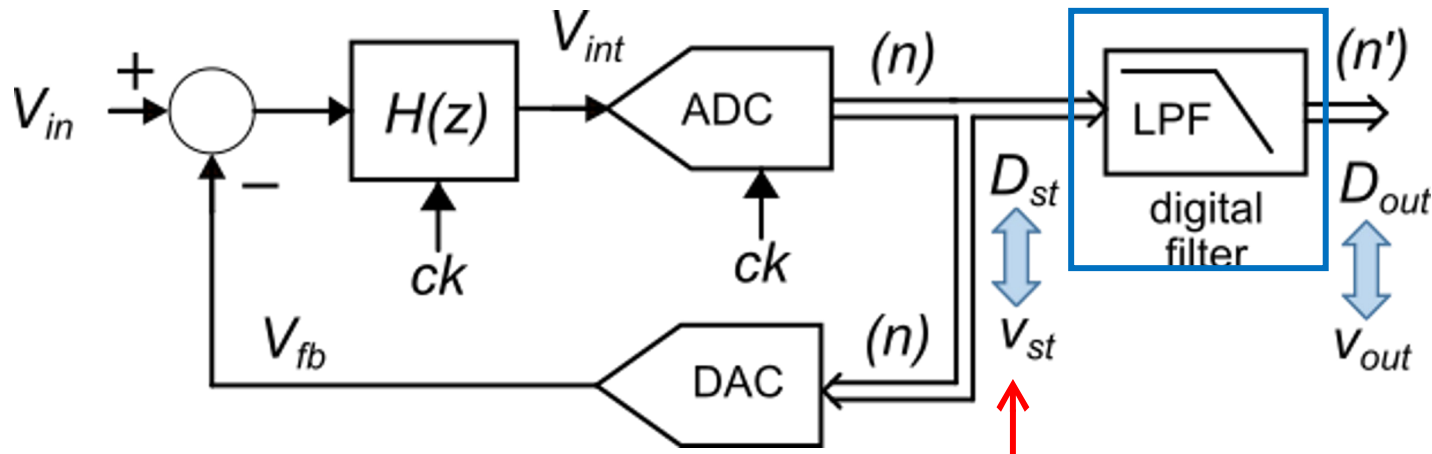 V_int
(n)
(n')
+
V_in
H(z)
ADC
LPF
–
D_st
digital
filter
D_out
ck
ck
V_fb
(n)
v_st
v_out
DAC